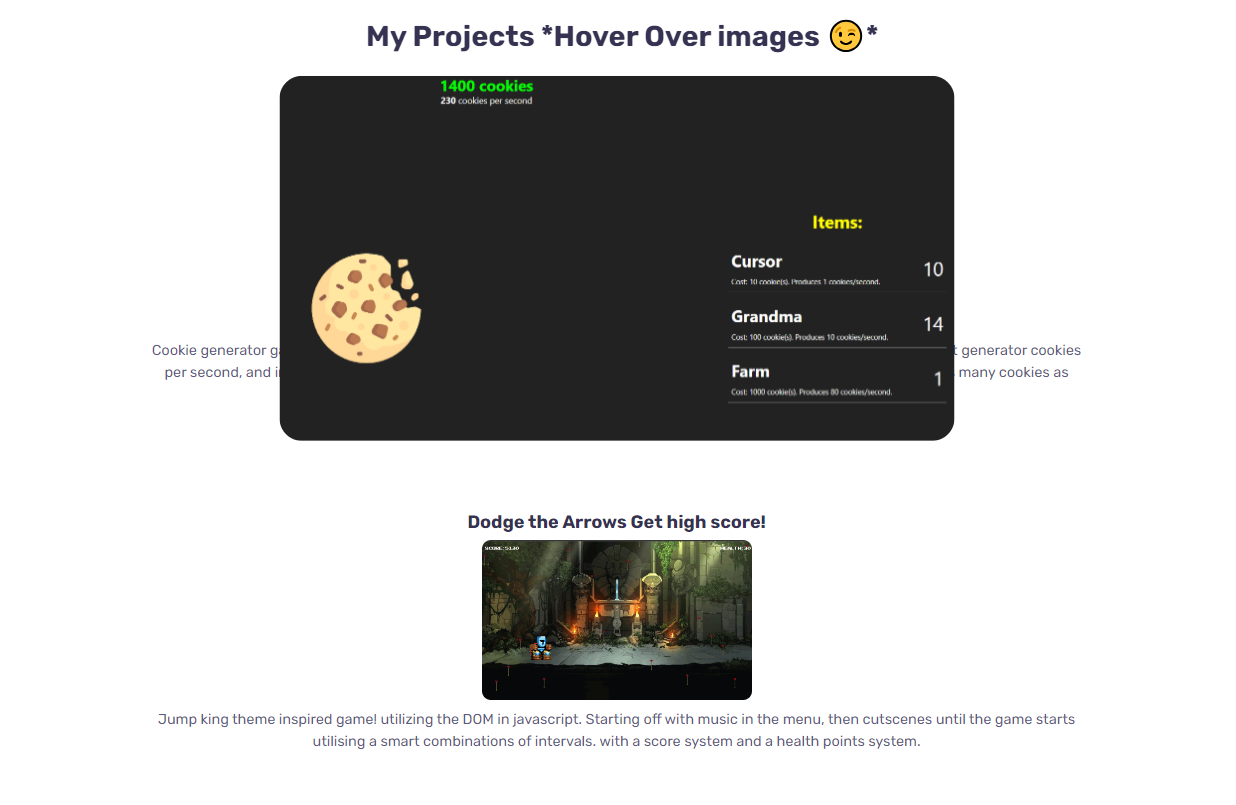 My Projects *Hover Over images 😉*
1400 cookies
230 cookies per second
Items:
Cursor
10
Cost: 10 cookie(s). Produces 1 cookies/second.
Grandma
14
Cost: 100 cookie(s). Produces 10 cookies/second.
Farm
1
Cost: 1000 cookie(s). Produces 80 cookies/second.
Cookie generator
generator cookies
per second, and
many cookies as
Dodge the Arrows Get high score!
SCORE:5130
HEALTH:30
Jump king theme inspired game! utilizing the DOM in javascript. Starting off with music in the menu, then cutscenes until the game starts
utilising a smart combinations of intervals. with a score system and a health points system.